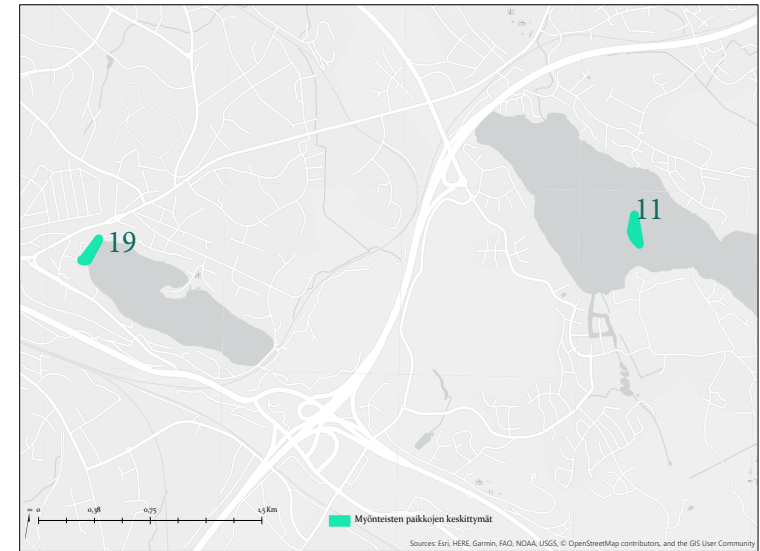 11
19
0 0,38 0,75 1,5 Km
Myönteisten paikkojen keskittymät
Sources: Esri, HERE, Garmin, FAO, NOAA, USGS, © OpenStreetMap contributors, and the GIS User Community